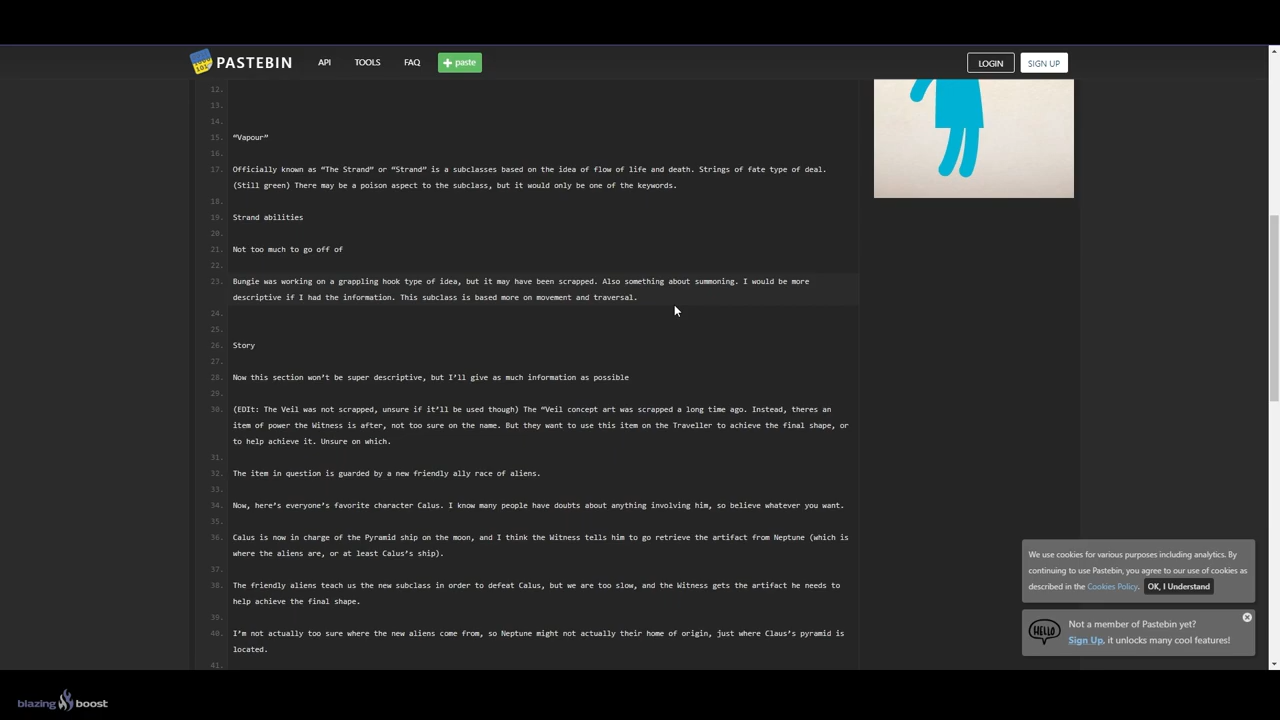 PASTEBIN
API
TOOLS
FAQ
+ paste
LOGIN
SIGN UP
12.
13.
14.
15. “Vapour”
16.
17. Officially known as “The Strand” or “Strand” is a subclasses based on the idea of flow of life and death. Strings of fate type of deal.
(Still green) There may be a poison aspect to the subclass, but it would only be one of the keywords.
18.
19. Strand abilities
20.
21. Not too much to go off of
22.
23. Bungie was working on a grappling hook type of idea, but it may have been scrapped. Also something about summoning. I would be more
descriptive if I had the information. This subclass is based more on movement and traversal.
24.
25.
26. Story
27.
28. Now this section won’t be super descriptive, but I’ll give as much information as possible
29.
30. (EDIt: The Veil was not scrapped, unsure if it’ll be used though) The “Veil concept art was scrapped a long time ago. Instead, theres an
item of power the Witness is after, not too sure on the name. But they want to use this item on the Traveller to achieve the final shape, or
to help achieve it. Unsure on which.
31.
32. The item in question is guarded by a new friendly ally race of aliens.
33.
34. Now, here’s everyone’s favorite character Calus. I know many people have doubts about anything involving him, so believe whatever you want.
35.
36. Calus is now in charge of the Pyramid ship on the moon, and I think the Witness tells him to go retrieve the artifact from Neptune (which is
where the aliens are, or at least Calus’s ship).
37.
38. The friendly aliens teach us the new subclass in order to defeat Calus, but we are too slow, and the Witness gets the artifact he needs to
help achieve the final shape.
39.
40. I’m not actually too sure where the new aliens come from, so Neptune might not actually their home of origin, just where Claus’s pyramid is
located.
41.
We use cookies for various purposes including analytics. By
continuing to use Pastebin, you agree to our use of cookies as
described in the Cookies Policy. OK, I Understand
HELLO
Not a member of Pastebin yet?
Sign Up, it unlocks many cool features!
blazing boost